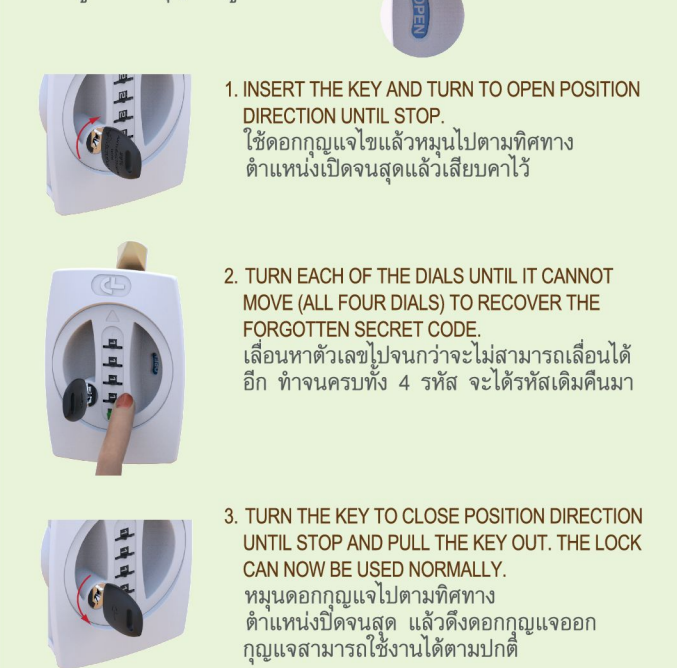 OPEN
1. INSERT THE KEY AND TURN TO OPEN POSITION
DIRECTION UNTIL STOP.
ใช้ดอกกุญแจไขแล้วหมุนไปตามทิศทาง
ตำแหน่งเปิดจนสุดแล้วเสียบคาไว้
2. TURN EACH OF THE DIALS UNTIL IT CANNOT
MOVE (ALL FOUR DIALS) TO RECOVER THE
FORGOTTEN SECRET CODE.
เลื่อนหาตัวเลขไปจนกว่าจะไม่สามารถเลื่อนได้
อีก ทำจนครบทั้ง 4 รหัส จะได้รหัสเดิมคืนมา
3. TURN THE KEY TO CLOSE POSITION DIRECTION
UNTIL STOP AND PULL THE KEY OUT. THE LOCK
CAN NOW BE USED NORMALLY.
หมุนดอกกุญแจไปตามทิศทาง
ตำแหน่งปิดจนสุด แล้วดึงดอกกุญแจออก
กุญแจสามารถใช้งานได้ตามปกติ